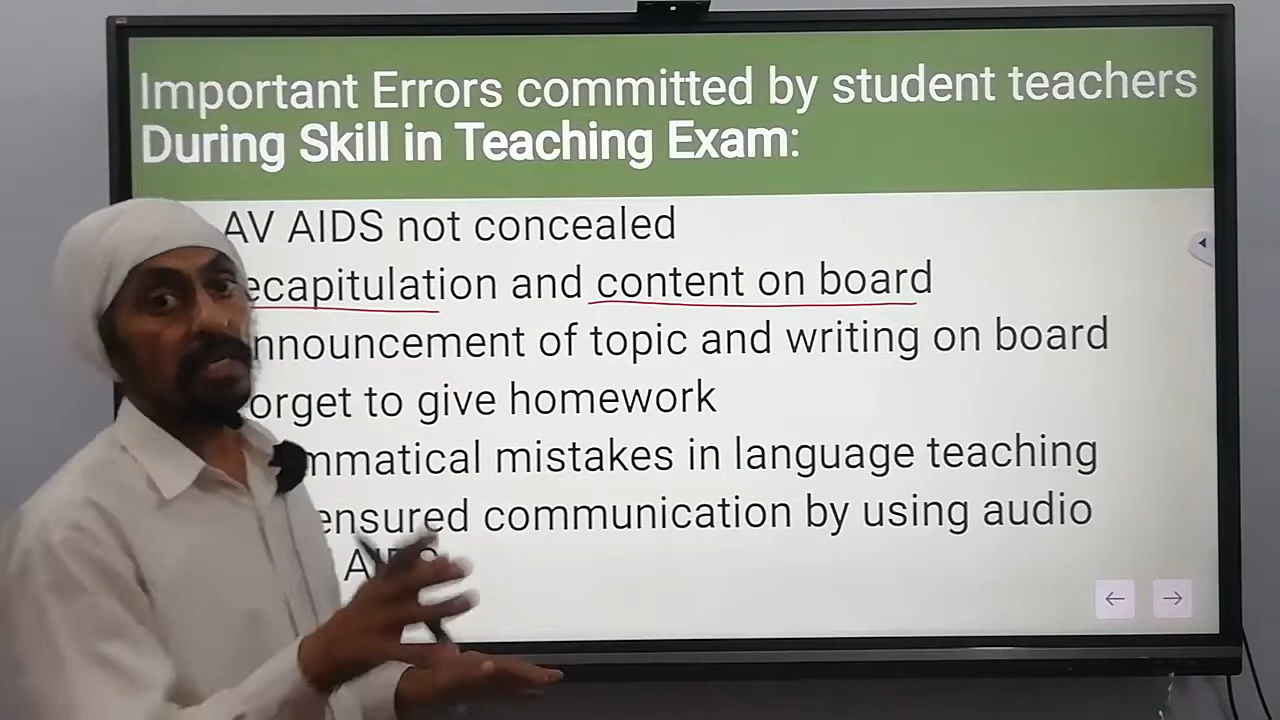 Important Errors committed by student teachers
During Skill in Teaching Exam:
AV AIDS not concealed
ecapitulation and content on board
nnouncement of topic and writing on board
orget to give homework
mmatical mistakes in language teaching
ensured communication by using audio
AIDS